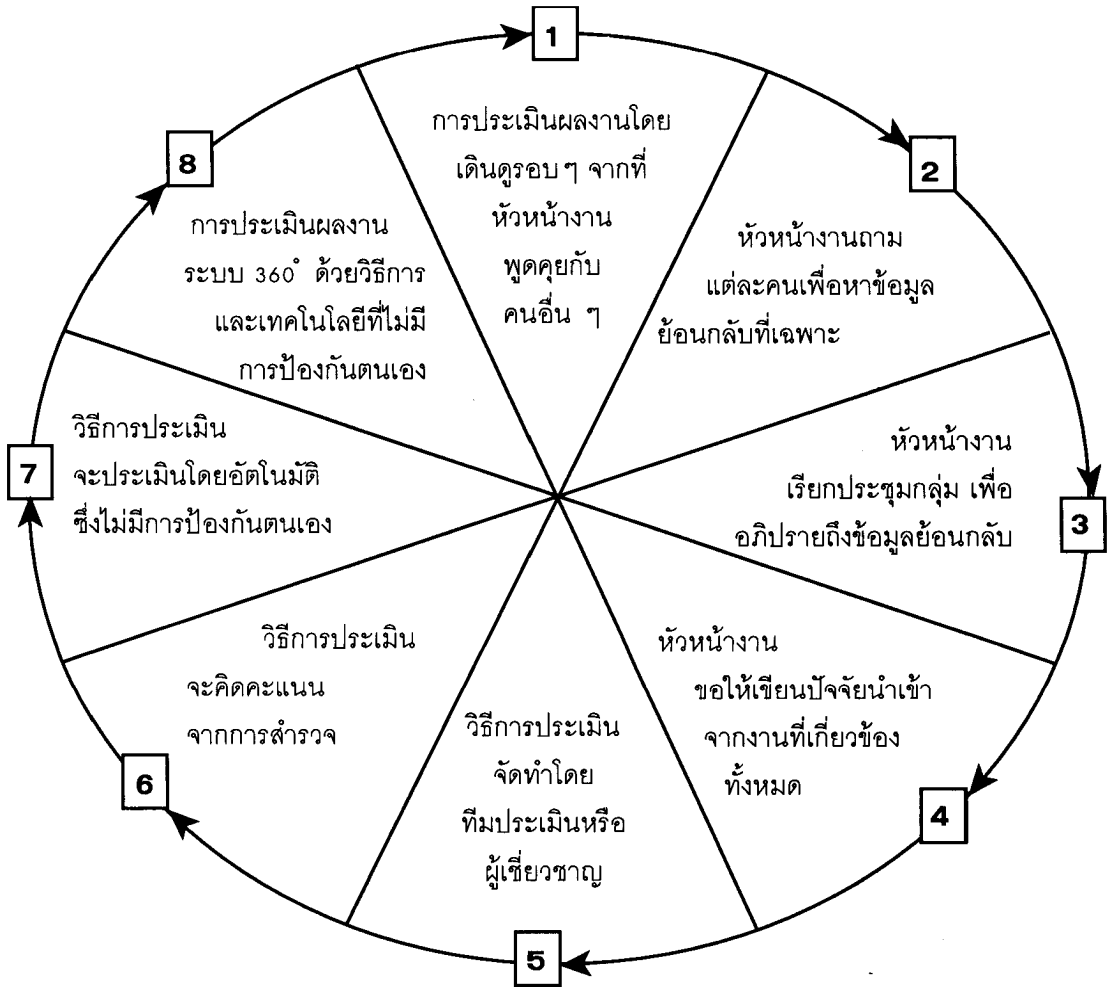 1
การประเมินผลงานโดย
เดินดูรอบ ๆ จากที่
หัวหน้างาน
พูดคุยกับ
คนอื่น ๆ
2
หัวหน้างานถาม
แต่ละคนเพื่อหาข้อมูล
ย้อนกลับที่เฉพาะ
3
หัวหน้างาน
เรียกประชุมกลุ่ม เพื่อ
อภิปรายถึงข้อมูลย้อนกลับ
4
หัวหน้างาน
ขอให้เขียนปัจจัยนำเข้า
จากงานที่เกี่ยวข้อง
ทั้งหมด
5
วิธีการประเมิน
จัดทำโดย
ทีมประเมินหรือ
ผู้เชี่ยวชาญ
6
วิธีการประเมิน
จะคิดคะแนน
จากการสำรวจ
7
วิธีการประเมิน
จะประเมินโดยอัตโนมัติ
ซึ่งไม่มีการป้องกันตนเอง
8
การประเมินผลงาน
ระบบ 360° ด้วยวิธีการ
และเทคโนโลยีที่ไม่มี
การป้องกันตนเอง